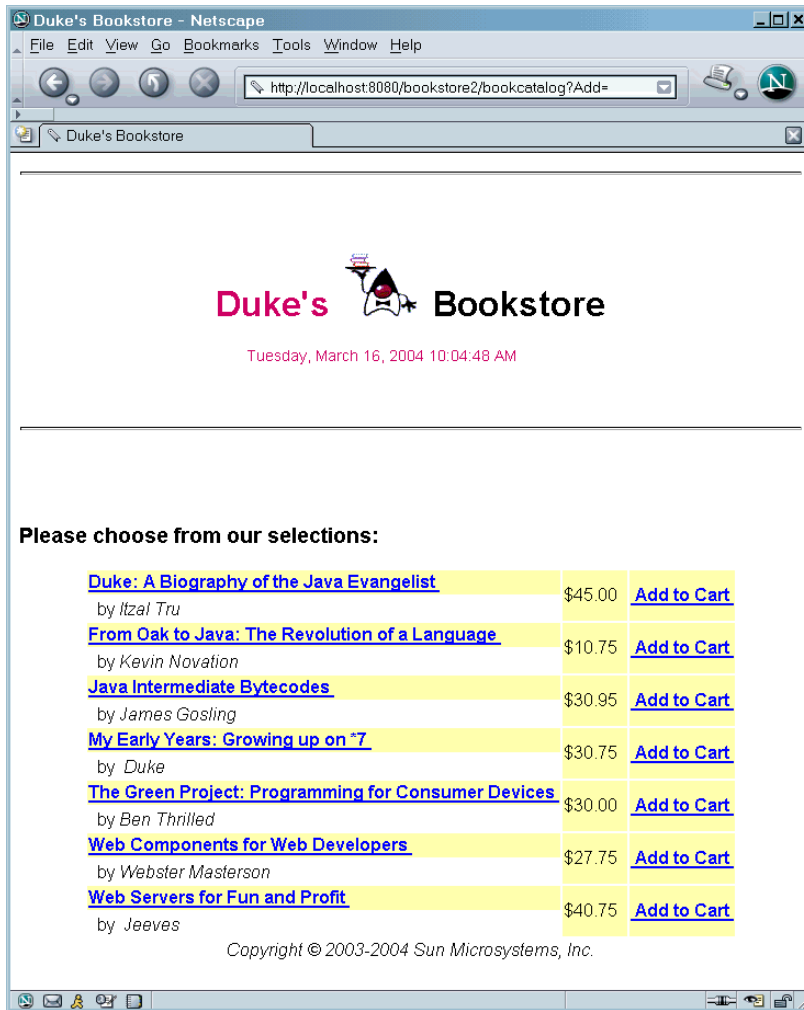 Duke's Bookstore - Netscape
File Edit View Go Bookmarks Tools Window Help
http://localhost:8080/bookstore2/bookcatalog?Add=
N
Duke's Bookstore
Duke's Bookstore
Tuesday, March 16, 2004 10:04:48 AM
Please choose from our selections:
Duke: A Biography of the Java Evangelist $45.00 Add to Cart
by Itzal Tru
From Oak to Java: The Revolution of a Language $10.75 Add to Cart
by Kevin Novation
Java Intermediate Bytecodes $30.95 Add to Cart
by James Gosling
My Early Years: Growing up on *7 $30.75 Add to Cart
by Duke
The Green Project: Programming for Consumer Devices $30.00 Add to Cart
by Ben Thrilled
Web Components for Web Developers $27.75 Add to Cart
by Webster Masterson
Web Servers for Fun and Profit $40.75 Add to Cart
by Jeeves
Copyright © 2003-2004 Sun Microsystems, Inc.